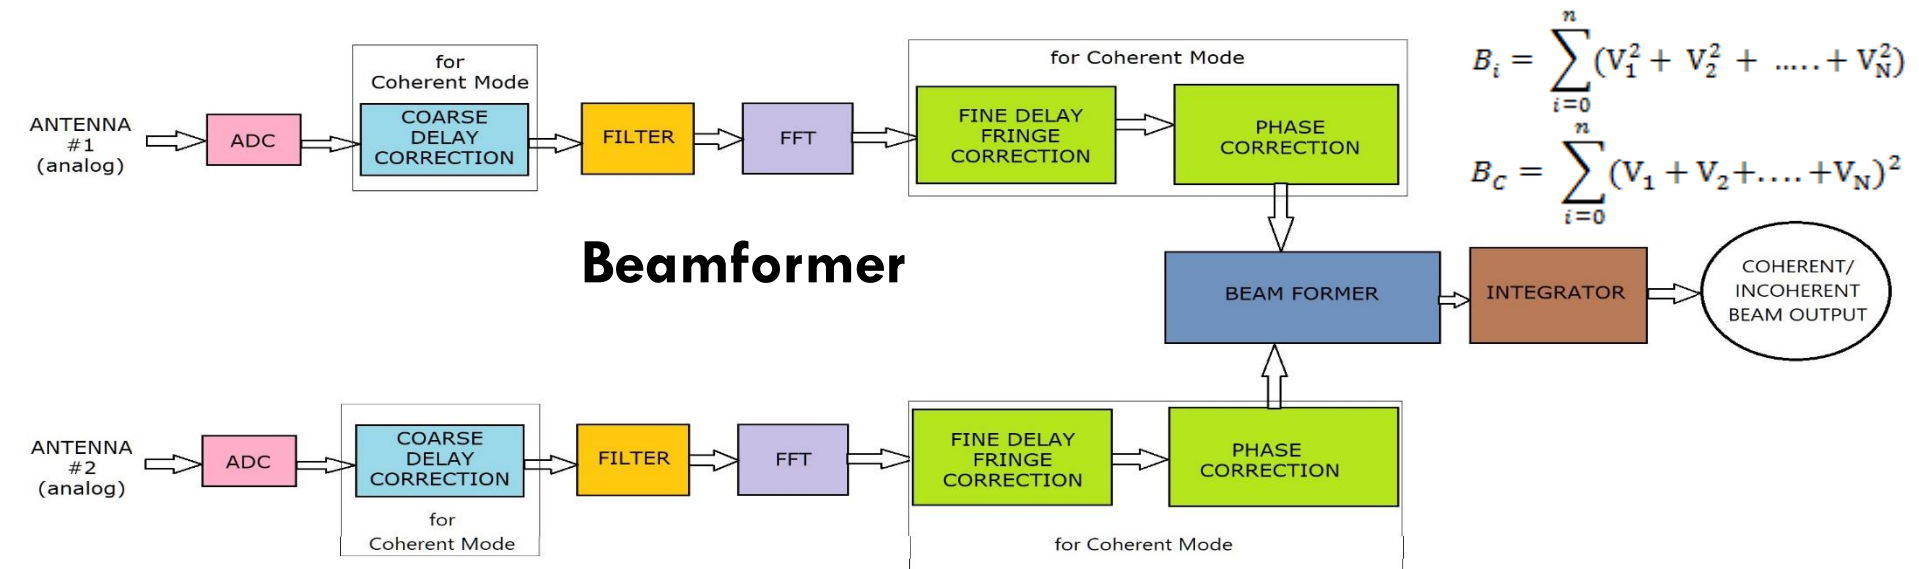 for
Coherent Mode
ANTENNA
#1
(analog)
ADC
COARSE
DELAY
CORRECTION
FILTER
FFT
for Coherent Mode
FINE DELAY
FRINGE
CORRECTION
PHASE
CORRECTION
B_i = \sum_{i=0}^{n} (V_1^2 + V_2^2 + ..... + V_N^2)
B_C = \sum_{i=0}^{n} (V_1 + V_2+....+V_N)^2
Beamformer
BEAM FORMER
INTEGRATOR
COHERENT/
INCOHERENT
BEAM OUTPUT
ANTENNA
#2
(analog)
ADC
COARSE
DELAY
CORRECTION
for
Coherent Mode
FILTER
FFT
FINE DELAY
FRINGE
CORRECTION
PHASE
CORRECTION
for Coherent Mode